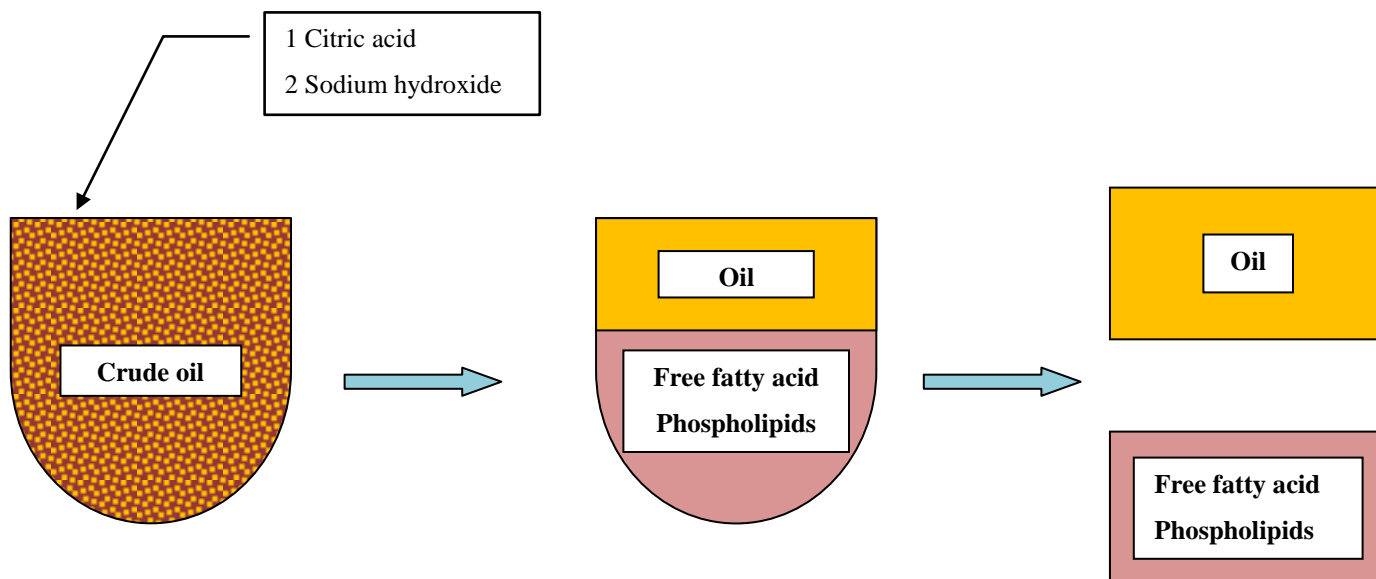 1 Citric acid
2 Sodium hydroxide
Crude oil
Oil
Free fatty acid
Phospholipids
Oil
Free fatty acid
Phospholipids